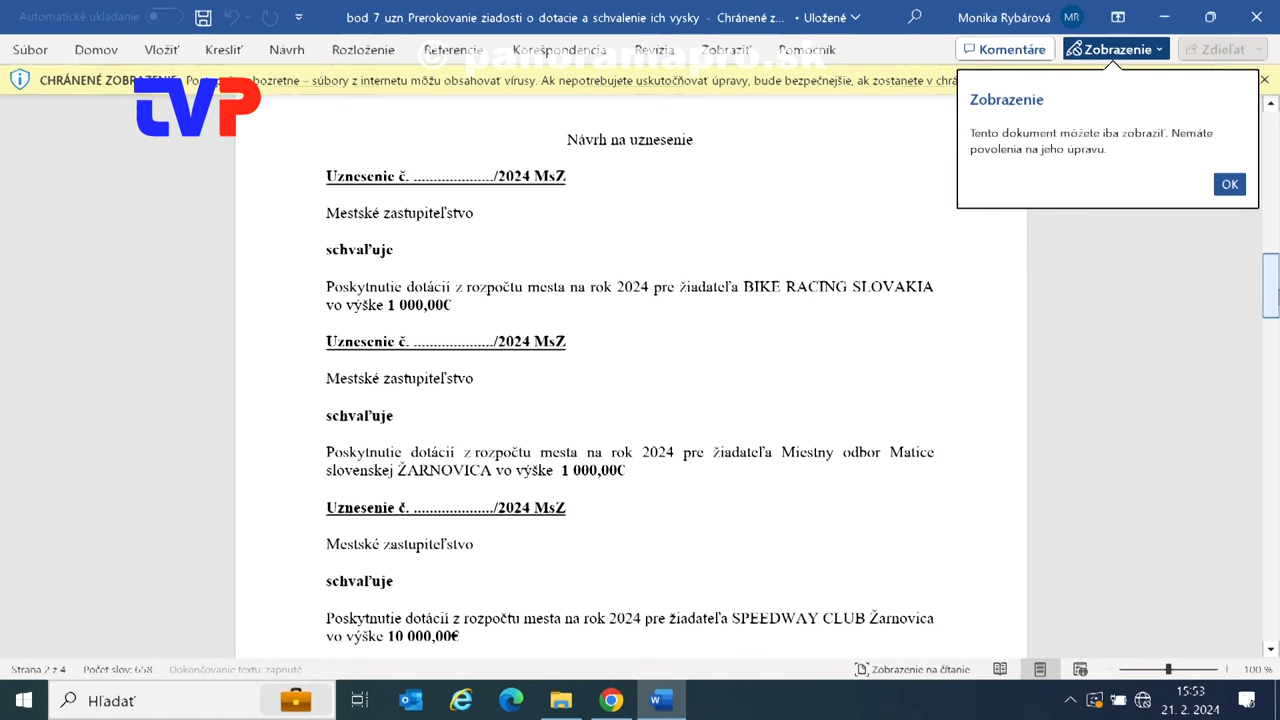 Automatické ukladanie
bod 7 uzn Prerokovanie ziadosti o dotacie a schvalenie ich vysky - Chránené z... • Uložené
Monika Rybárová MR
Súbor Domov Vložiť Kresliť Návrh Rozloženie Referencie Korešpondencia Revízia Zobraziť Pomocník
Komentáre Zobrazenie Zdieľať
CHRÁNENÉ ZOBRAZENIE obozretne – súbory z internetu môžu obsahovať vírusy. Ak nepotrebujete uskutočňovať úpravy, bude bezpečnejšie, ak zostanete v
TVP
Zobrazenie
Tento dokument môžete iba zobraziť. Nemáte
povolenia na jeho úpravu.
OK
Návrh na uznesenie
Uznesenie č. ..................../2024 MsZ
Mestské zastupiteľstvo
schvaľuje
Poskytnutie dotácií z rozpočtu mesta na rok 2024 pre žiadateľa BIKE RACING SLOVAKIA
vo výške 1 000,00€
Uznesenie č. ..................../2024 MsZ
Mestské zastupiteľstvo
schvaľuje
Poskytnutie dotácií z rozpočtu mesta na rok 2024 pre žiadateľa Miestny odbor Matice
slovenskej ŽARNOVICA vo výške 1 000,00€
Uznesenie č. ..................../2024 MsZ
Mestské zastupiteľstvo
schvaľuje
Poskytnutie dotácií z rozpočtu mesta na rok 2024 pre žiadateľa SPEEDWAY CLUB Žarnovica
vo výške 10 000,00€
Strana 2 z 4 Počet slov: 658 Dokončovanie textu: zapnuté
Zobrazenie na čítanie
100 %
Hľadať
15:53
21. 2. 2024